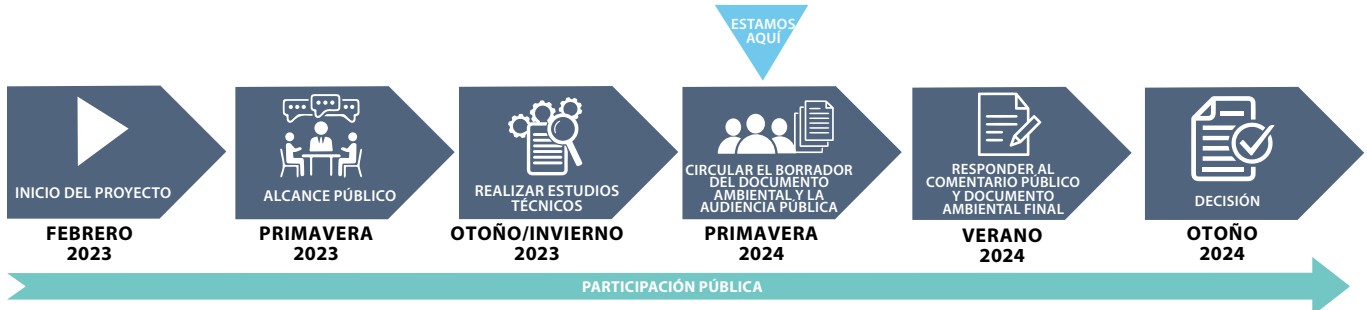 ESTAMOS
AQUÍ
INICIO DEL PROYECTO
FEBRERO
2023
ALCANCE PÚBLICO
PRIMAVERA
2023
REALIZAR ESTUDIOS
TÉCNICOS
OTOÑO/INVIERNO
2023
CIRCULAR EL BORRADOR
DEL DOCUMENTO
AMBIENTAL Y LA
AUDIENCIA PÚBLICA
PRIMAVERA
2024
RESPONDER AL
COMENTARIO PÚBLICO
Y DOCUMENTO
AMBIENTAL FINAL
VERANO
2024
DECISIÓN
OTOÑO
2024
PARTICIPACIÓN PÚBLICA